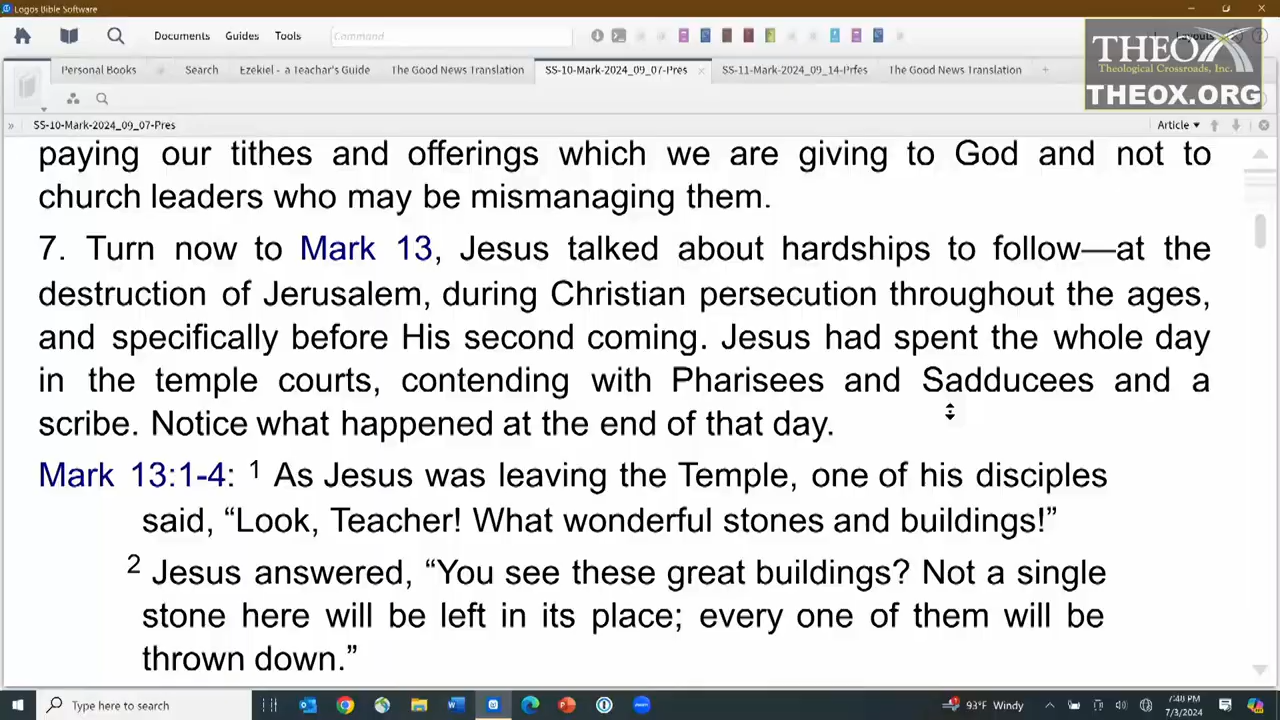 Logos Bible Software
Documents Guides Tools Command
THEOX
Theological Crossroads, Inc.
THEOX.ORG
Personal Books Search Ezekiel - a Teacher's Guide SS-10-Mark-2024_09_07-Pres SS-11-Mark-2024_09_14-Pres The Good News Translation
SS-10-Mark-2024_09_07-Pres Article
paying our tithes and offerings which we are giving to God and not to
church leaders who may be mismanaging them.
7. Turn now to Mark 13, Jesus talked about hardships to follow—at the
destruction of Jerusalem, during Christian persecution throughout the ages,
and specifically before His second coming. Jesus had spent the whole day
in the temple courts, contending with Pharisees and Sadducees and a
scribe. Notice what happened at the end of that day.
Mark 13:1-4: 1 As Jesus was leaving the Temple, one of his disciples
said, “Look, Teacher! What wonderful stones and buildings!”
2 Jesus answered, “You see these great buildings? Not a single
stone here will be left in its place; every one of them will be
thrown down.”
Type here to search 93°F Windy 7:48 PM
7/3/2024